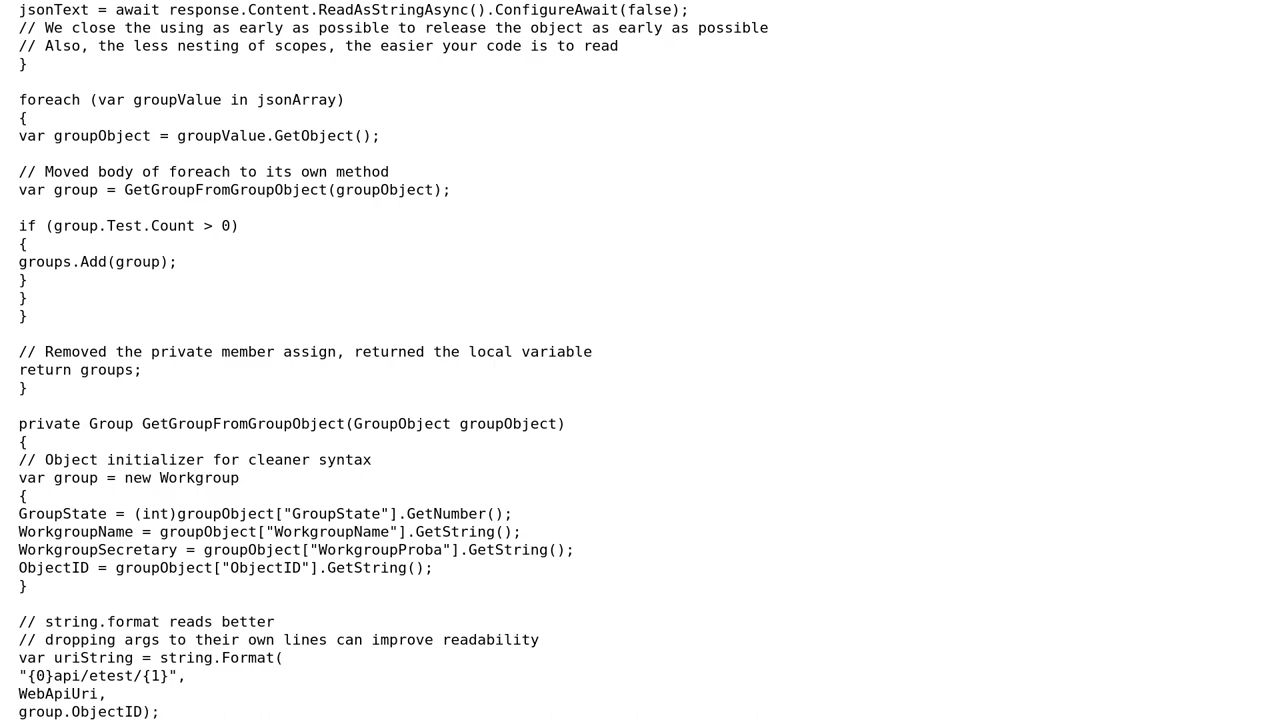 jsonText = await response.Content.ReadAsStringAsync().ConfigureAwait(false);
// We close the using as early as possible to release the object as early as possible
// Also, the less nesting of scopes, the easier your code is to read
}
foreach (var groupValue in jsonArray)
{
var groupObject = groupValue.GetObject();
// Moved body of foreach to its own method
var group = GetGroupFromGroupObject(groupObject);
if (group.Test.Count > 0)
{
groups.Add(group);
}
}
}
// Removed the private member assign, returned the local variable
return groups;
}
private Group GetGroupFromGroupObject(GroupObject groupObject)
{
// Object initializer for cleaner syntax
var group = new Workgroup
{
GroupState = (int)groupObject["GroupState"].GetNumber();
WorkgroupName = groupObject["WorkgroupName"].GetString();
WorkgroupSecretary = groupObject["WorkgroupProba"].GetString();
ObjectID = groupObject["ObjectID"].GetString();
}
// string.format reads better
// dropping args to their own lines can improve readability
var uriString = string.Format(
"{0}api/etest/{1}",
WebApiUri,
group.ObjectID);